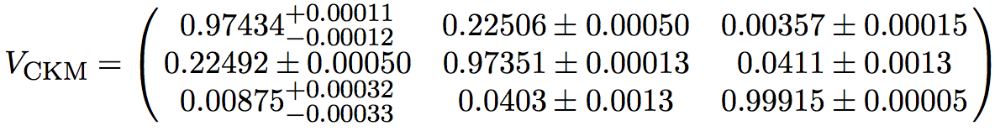 V_CKM = ( 0.97434^{+0.00011}_{−0.00012} 0.22506 ± 0.00050 0.00357 ± 0.00015
0.22492 ± 0.00050 0.97351 ± 0.00013 0.0411 ± 0.0013
0.00875^{+0.00032}_{−0.00033} 0.0403 ± 0.0013 0.99915 ± 0.00005 )